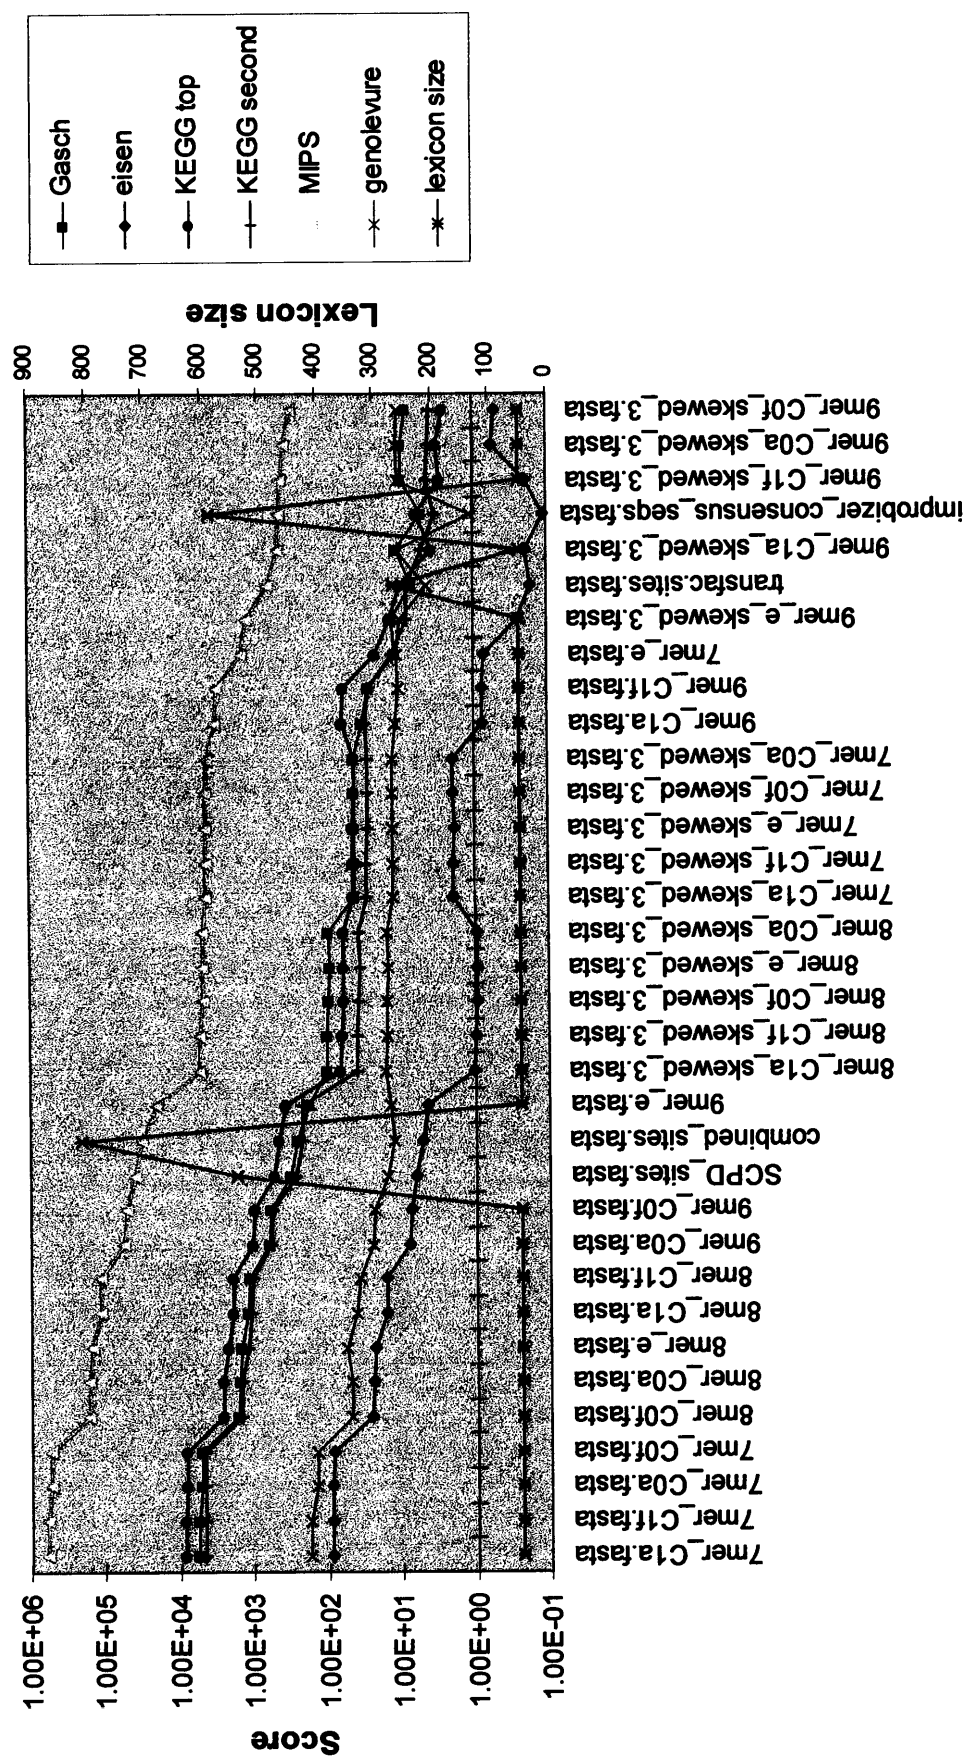 Score
1.00E+06
1.00E+05
1.00E+04
1.00E+03
1.00E+02
1.00E+01
1.00E+00
1.00E-01
7mer_C1a.fasta
7mer_C1f.fasta
7mer_C0a.fasta
7mer_C0f.fasta
8mer_C0f.fasta
8mer_C0a.fasta
8mer_e.fasta
8mer_C1a.fasta
8mer_C1f.fasta
9mer_C0a.fasta
9mer_C0f.fasta
SCPD_sites.fasta
combined_sites.fasta
9mer_e.fasta
8mer_C1a_skewed_3.fasta
8mer_C1f_skewed_3.fasta
8mer_C0f_skewed_3.fasta
8mer_e_skewed_3.fasta
8mer_C0a_skewed_3.fasta
7mer_C1a_skewed_3.fasta
7mer_C1f_skewed_3.fasta
7mer_e_skewed_3.fasta
7mer_C0f_skewed_3.fasta
7mer_C0a_skewed_3.fasta
9mer_C1a.fasta
9mer_C1f.fasta
7mer_e.fasta
9mer_e_skewed_3.fasta
transfac.sites.fasta
9mer_C1a_skewed_3.fasta
improbizer_consensus_seqs.fasta
9mer_C1f_skewed_3.fasta
9mer_C0a_skewed_3.fasta
9mer_C0f_skewed_3.fasta
900
800
700
600
500
400
300
200
100
0
Lexicon size
Gasch
eisen
KEGG top
KEGG second
MIPS
genolevure
lexicon size